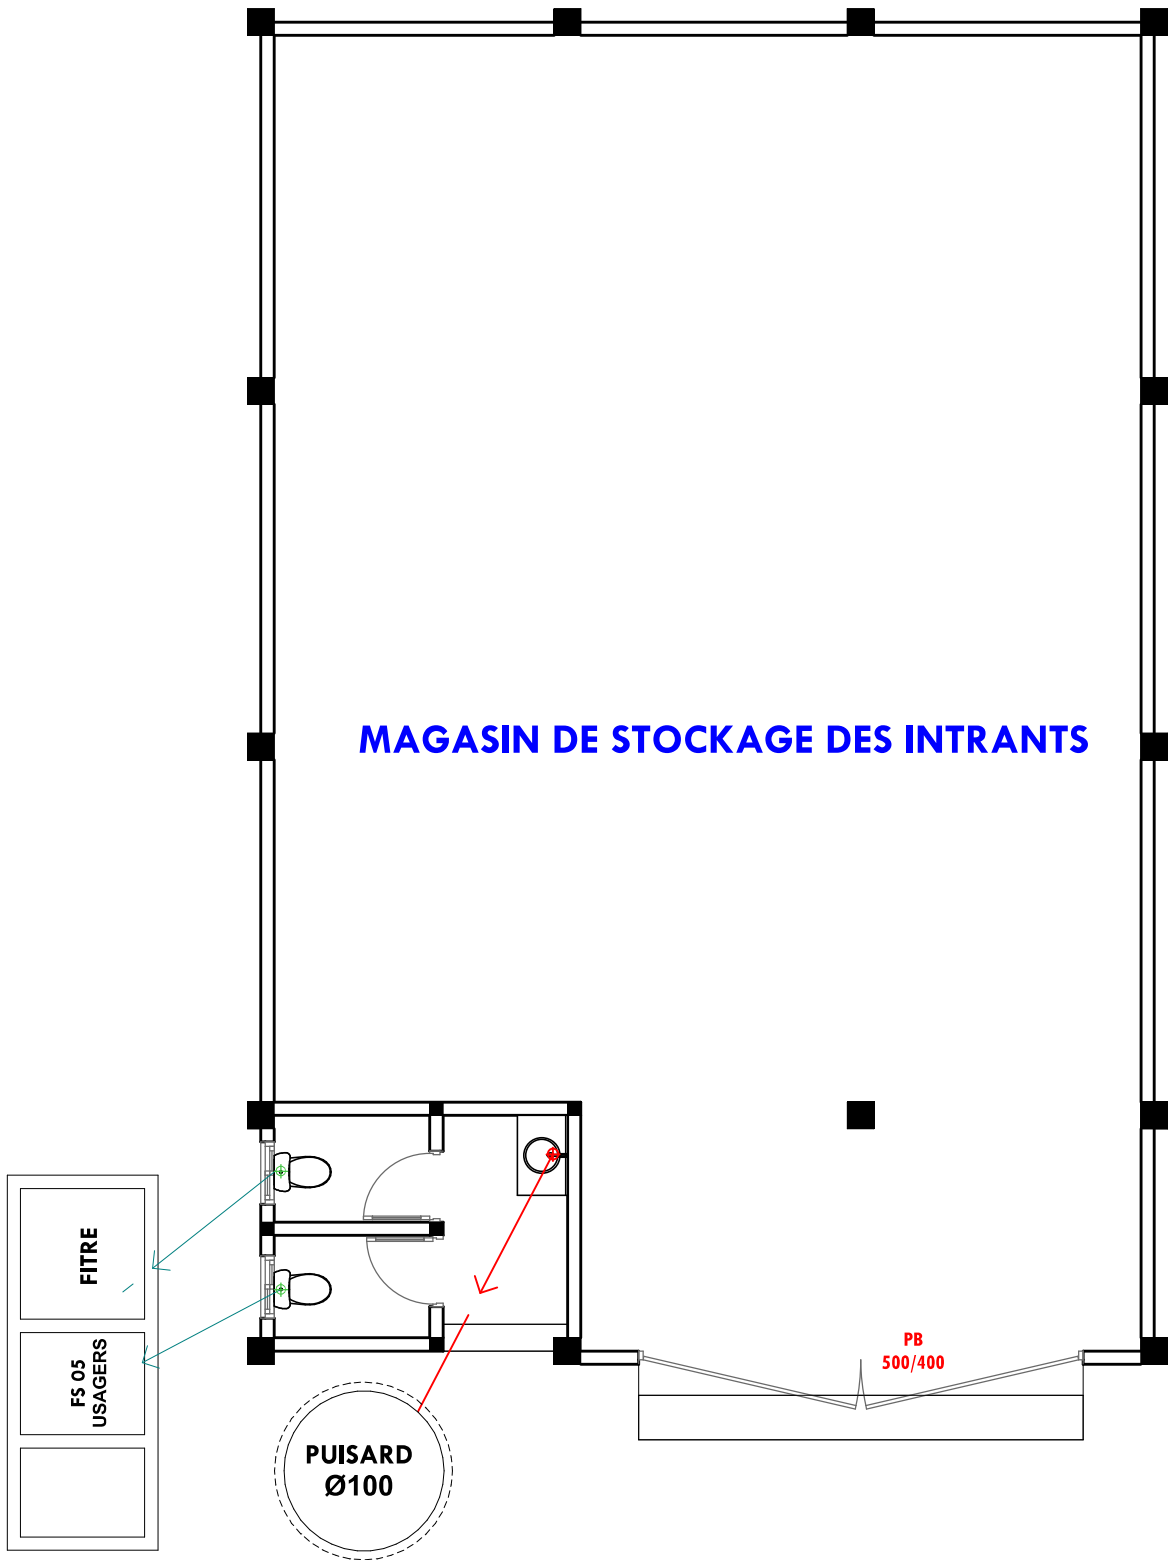 MAGASIN DE STOCKAGE DES INTRANTS
FITRE
FS 05
USAGERS
PB
500/400
PUISARD
Ø100